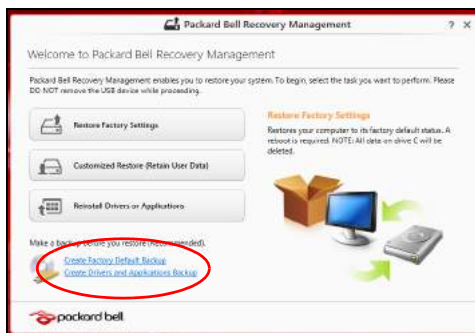 Packard Bell Recovery Management
? X
Welcome to Packard Bell Recovery Management
Packard Bell Recovery Management enables you to restore your system. To begin, select the task you want to perform. Please
DO NOT remove the USB device while proceeding.
Restore Factory Settings
Customized Restore (Retain User Data)
Reinstall Drivers or Applications
Restore Factory Settings
Restores your computer to its factory default status. A
reboot is required. NOTE: All data on drive C will be
deleted.
Make a backup before you restore (Recommended).
Create Factory Default Backup
Create Drivers and Applications Backup
packard bell